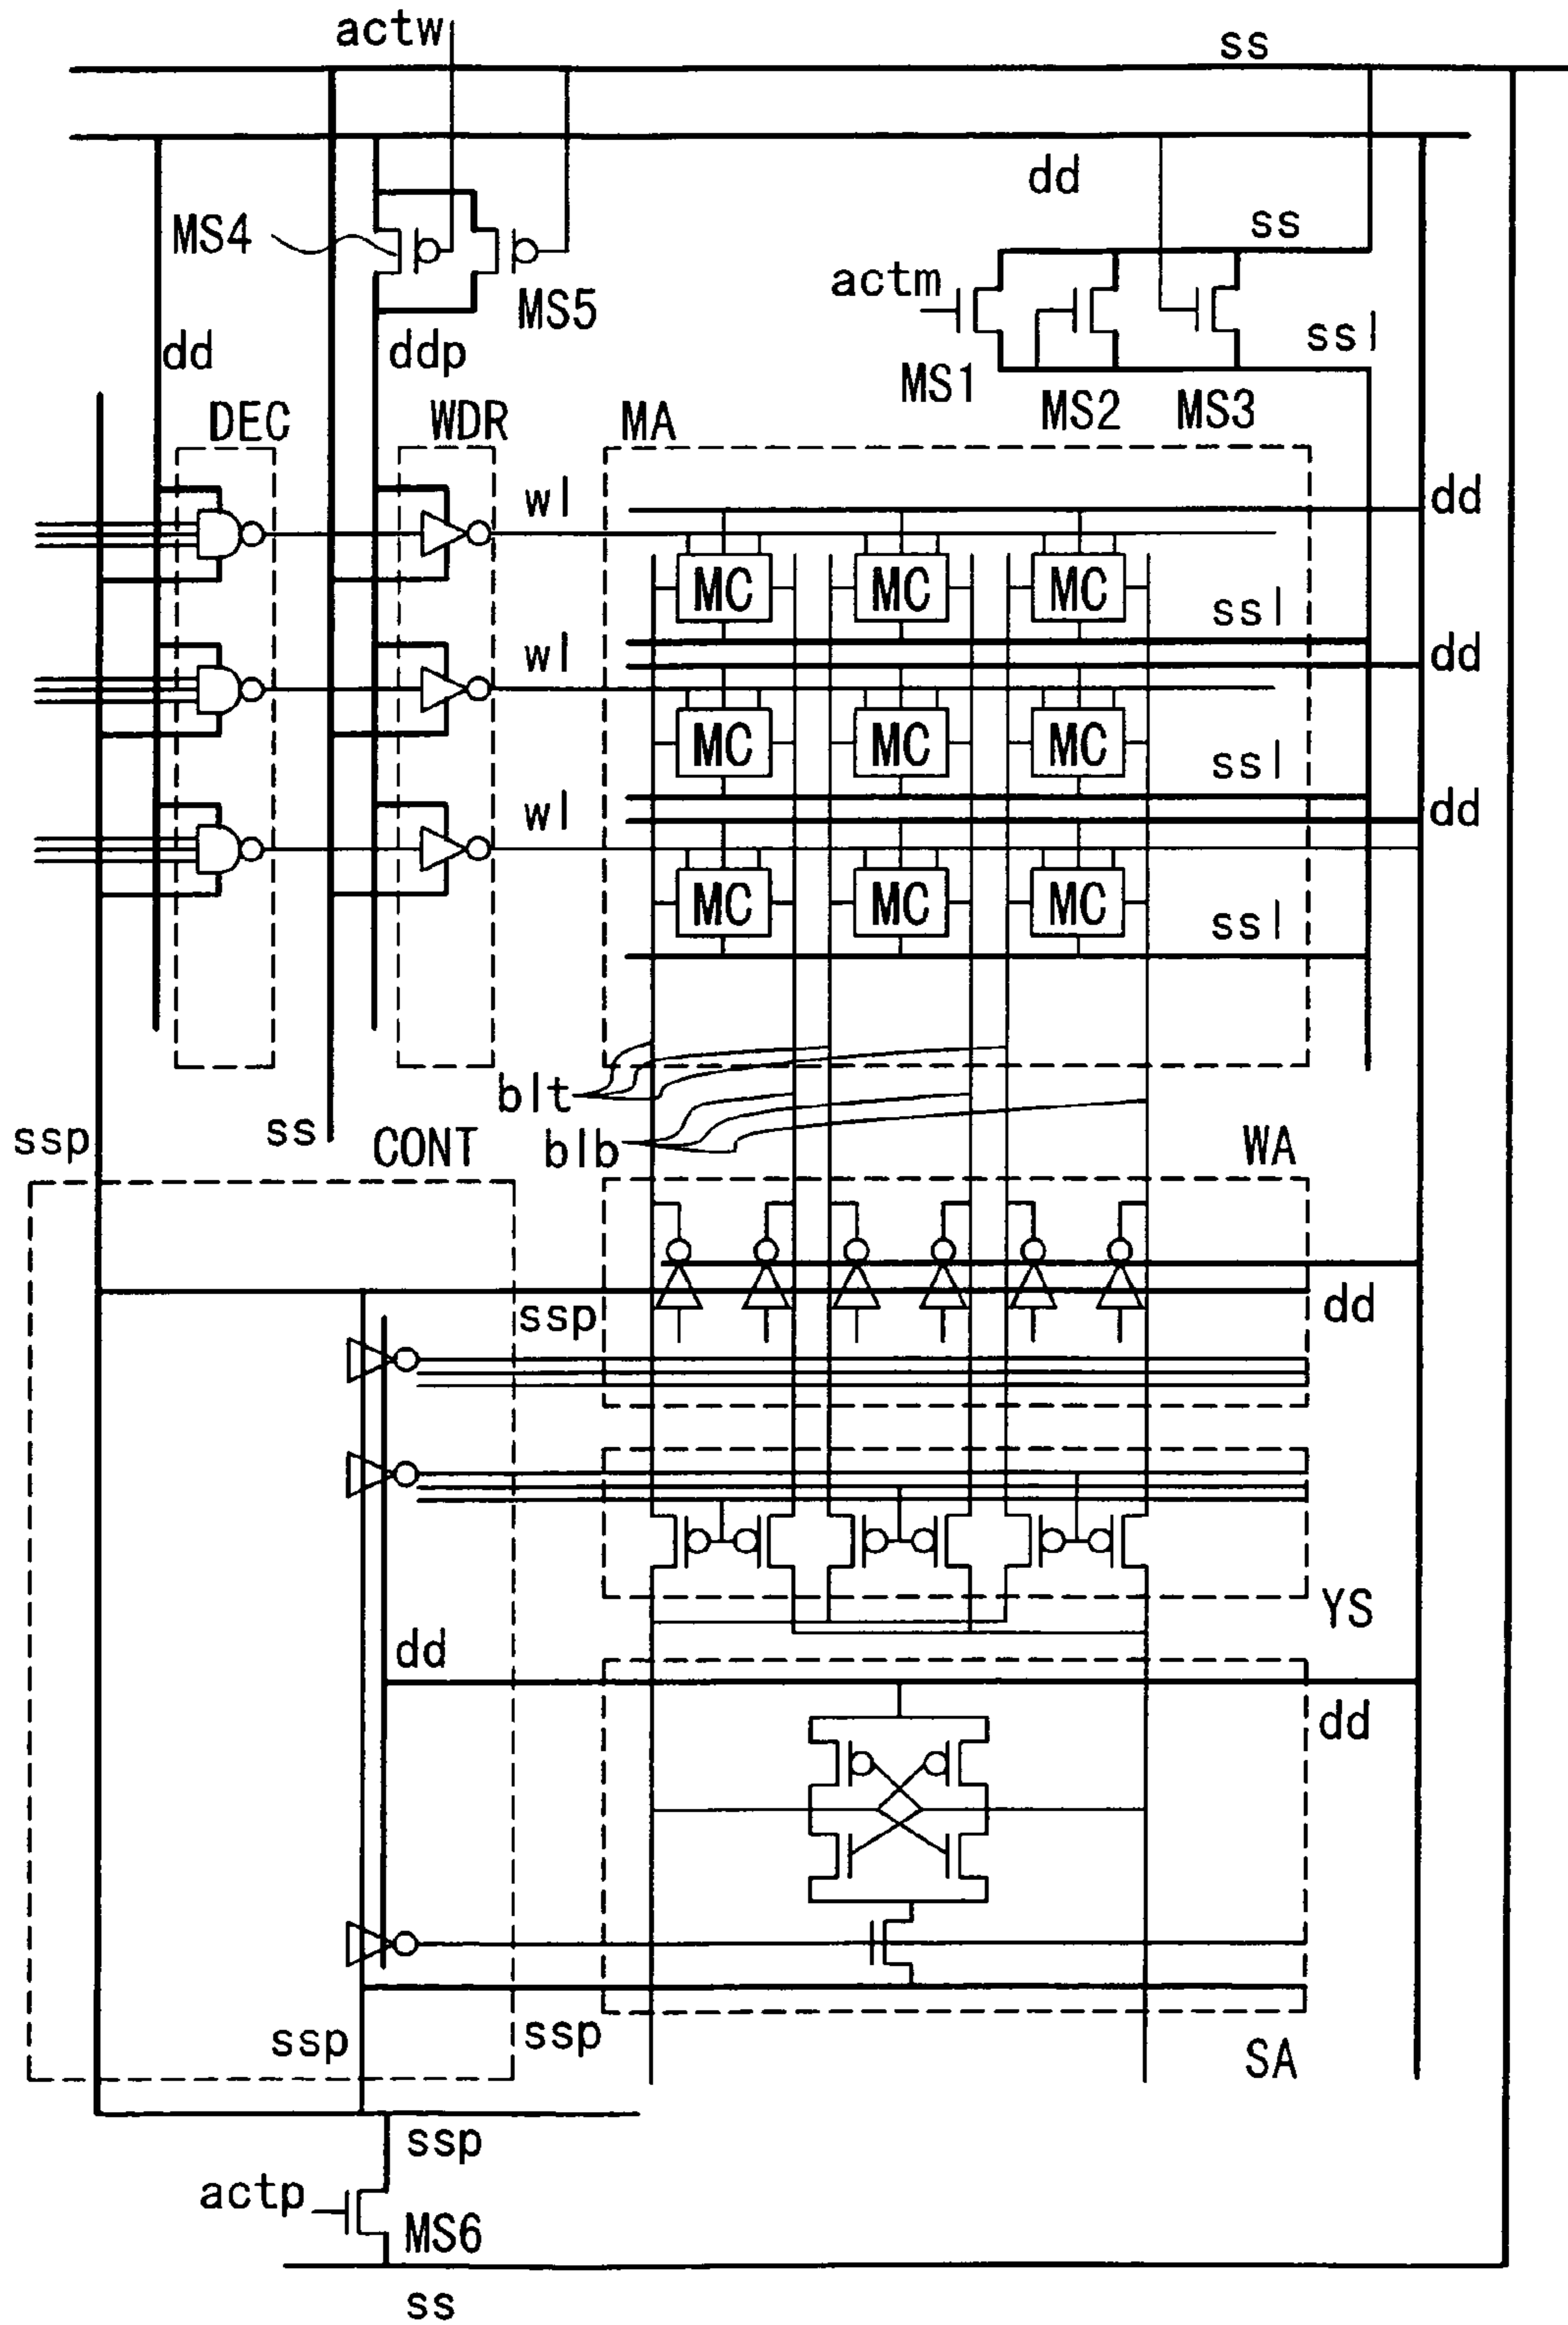 actw
ss
dd
MS4
ss
actm
MS5
dd
ddp
ssl
MS1
MS2
MS3
DEC
WDR
MA
wl
dd
MC MC MC
ssl
wl
dd
MC MC MC
ssl
wl
dd
MC MC MC
ssl
blt
ss
ssp
CONT
blb
WA
ssp
dd
YS
dd
dd
ssp
ssp
SA
ssp
actp
MS6
ss